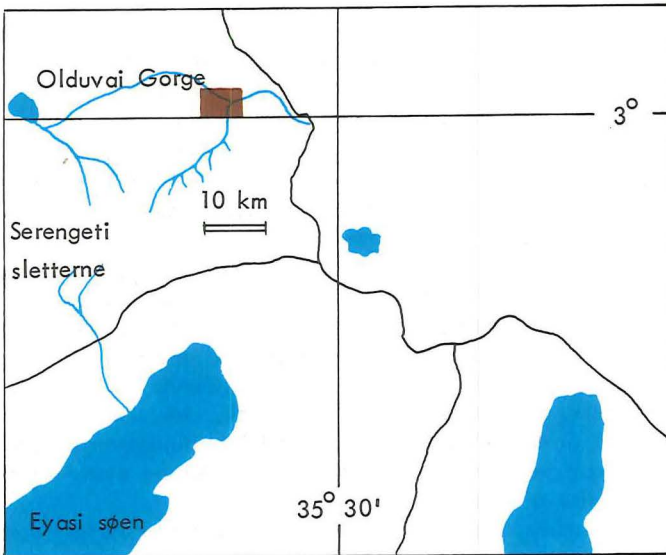 Olduvai Gorge
3°
10 km
Serengeti
sletterne
35° 30'
Eyasi søen